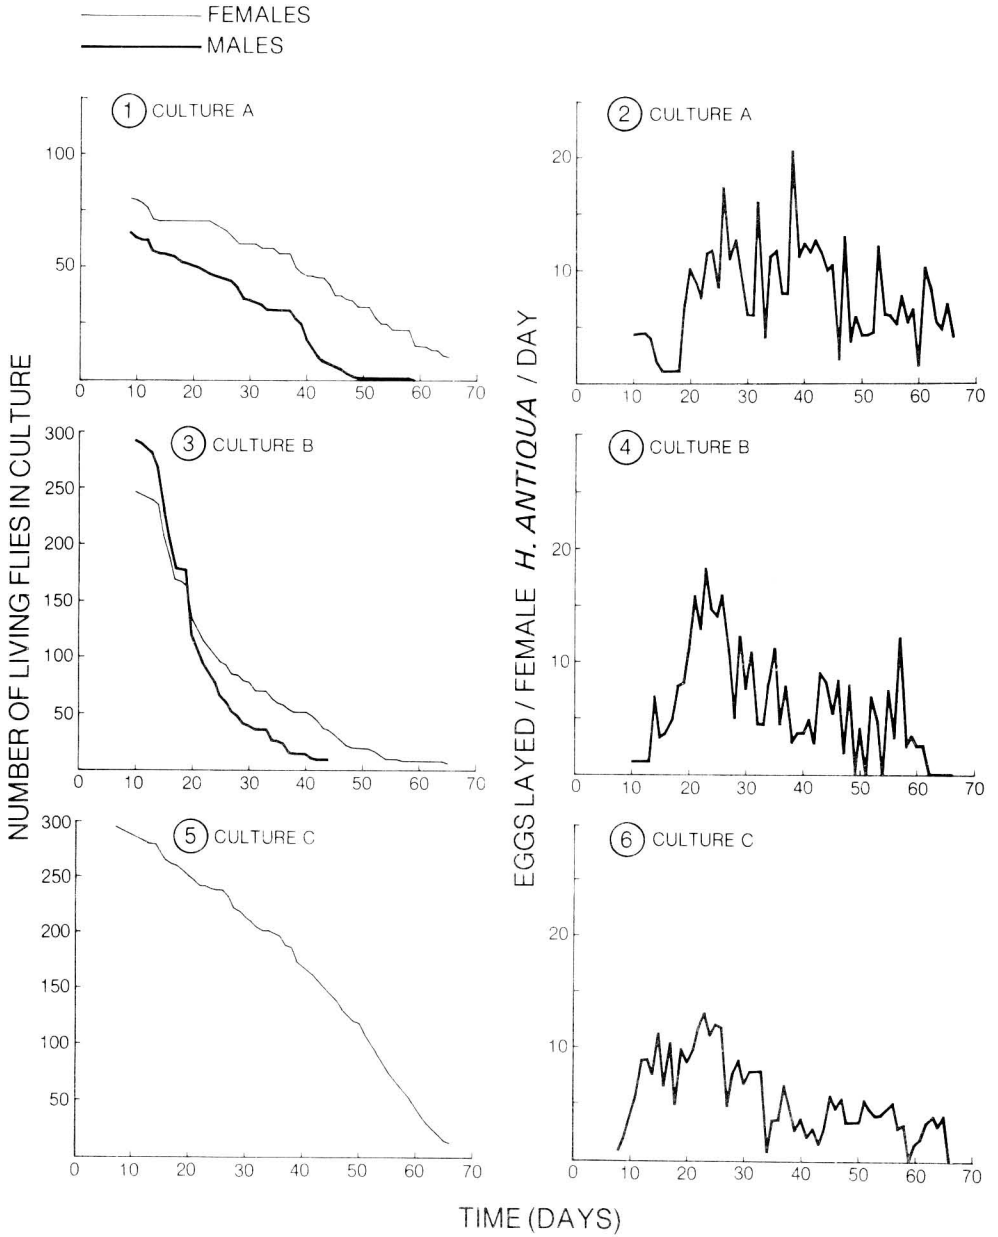 FEMALES
MALES
1 CULTURE A
100
50
0 10 20 30 40 50 60 70
2 CULTURE A
20
10
0 10 20 30 40 50 60 70
3 CULTURE B
300
250
200
150
100
50
0 10 20 30 40 50 60 70
4 CULTURE B
20
10
0 10 20 30 40 50 60 70
5 CULTURE C
300
250
200
150
100
50
0 10 20 30 40 50 60 70
6 CULTURE C
20
10
0 10 20 30 40 50 60 70
NUMBER OF LIVING FLIES IN CULTURE
EGGS LAYED / FEMALE H. ANTIQUA / DAY
TIME (DAYS)